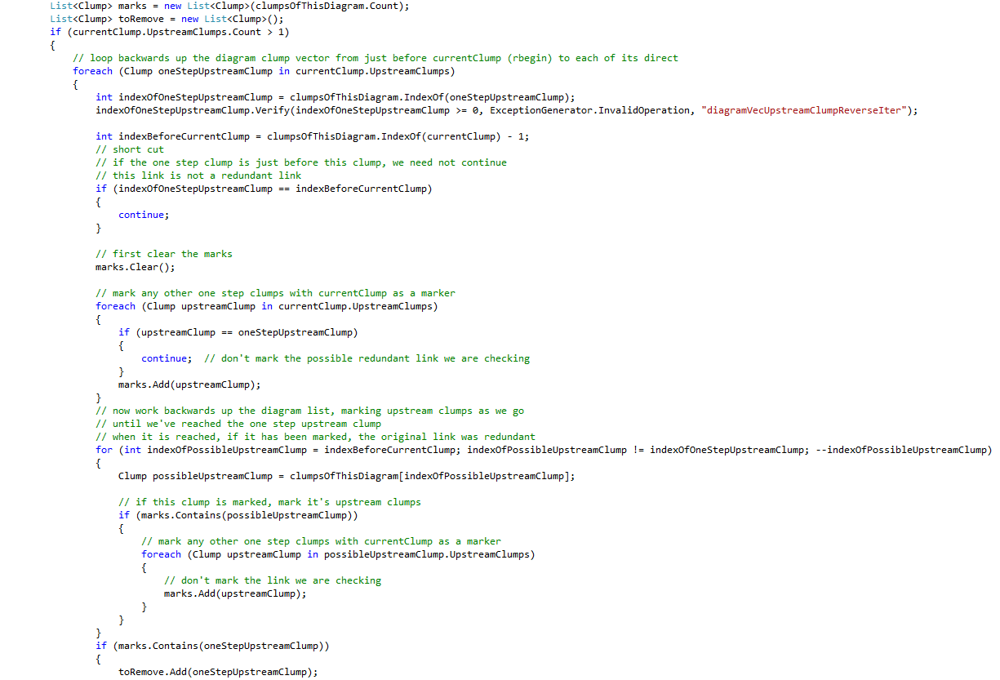 List<Clump> marks = new List<Clump>(clumpsOfThisDiagram.Count);
List<Clump> toRemove = new List<Clump>();
if (currentClump.UpstreamClumps.Count > 1)
{
// loop backwards up the diagram clump vector from just before currentClump (rbegin) to each of its direct
foreach (Clump oneStepUpstreamClump in currentClump.UpstreamClumps)
{
int indexOfOneStepUpstreamClump = clumpsOfThisDiagram.IndexOf(oneStepUpstreamClump);
indexOfOneStepUpstreamClump.Verify(indexOfOneStepUpstreamClump >= 0, ExceptionGenerator.InvalidOperation, "diagramVecUpstreamClumpReverseIter");
int indexBeforeCurrentClump = clumpsOfThisDiagram.IndexOf(currentClump) - 1;
// short cut
// if the one step clump is just before this clump, we need not continue
// this link is not a redundant link
if (indexOfOneStepUpstreamClump == indexBeforeCurrentClump)
{
continue;
}
// first clear the marks
marks.Clear();
// mark any other one step clumps with currentClump as a marker
foreach (Clump upstreamClump in currentClump.UpstreamClumps)
{
if (upstreamClump == oneStepUpstreamClump)
{
continue;  // don't mark the possible redundant link we are checking
}
marks.Add(upstreamClump);
}
// now work backwards up the diagram list, marking upstream clumps as we go
// until we've reached the one step upstream clump
// when it is reached, if it has been marked, the original link was redundant
for (int indexOfPossibleUpstreamClump = indexBeforeCurrentClump; indexOfPossibleUpstreamClump != indexOfOneStepUpstreamClump; --indexOfPossibleUpstreamClump)
{
Clump possibleUpstreamClump = clumpsOfThisDiagram[indexOfPossibleUpstreamClump];
// if this clump is marked, mark it's upstream clumps
if (marks.Contains(possibleUpstreamClump))
{
// mark any other one step clumps with currentClump as a marker
foreach (Clump upstreamClump in possibleUpstreamClump.UpstreamClumps)
{
// don't mark the link we are checking
marks.Add(upstreamClump);
}
}
}
if (marks.Contains(oneStepUpstreamClump))
{
toRemove.Add(oneStepUpstreamClump);